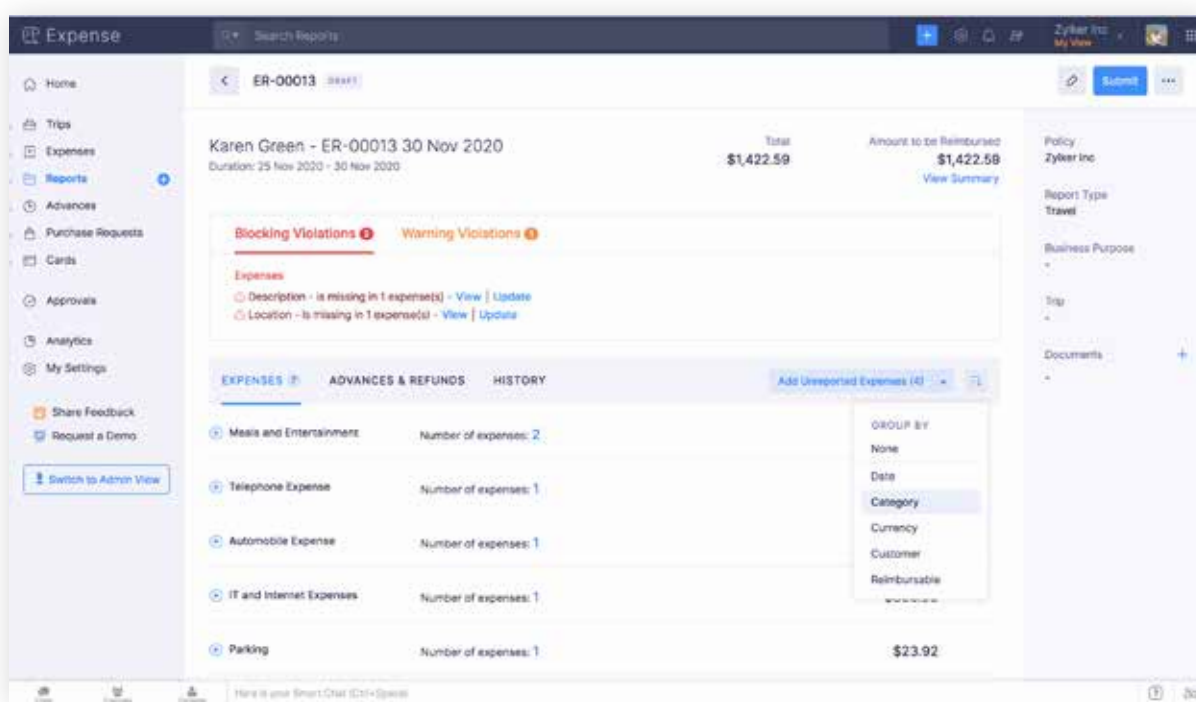 Expense
Search Reports
Zylker Inc
My View
Home
Trips
Expenses
Reports
Advances
Purchase Requests
Cards
Approvals
Analytics
My Settings
Share Feedback
Request a Demo
Switch to Admin View
ER-00013 DRAFT
Submit
Karen Green - ER-00013 30 Nov 2020
Duration: 25 Nov 2020 - 30 Nov 2020
Total
$1,422.59
Amount to be Reimbursed
$1,422.59
View Summary
Blocking Violations
Warning Violations
Expenses
Description - is missing in 1 expense(s) - View | Update
Location - is missing in 1 expense(s) - View | Update
EXPENSES 7 ADVANCES & REFUNDS HISTORY
Add Unreported Expenses (4)
GROUP BY
None
Date
Category
Currency
Customer
Reimbursable
Meals and Entertainment Number of expenses: 2
Telephone Expense Number of expenses: 1
Automobile Expense Number of expenses: 1
IT and Internet Expenses Number of expenses: 1
Parking Number of expenses: 1 $23.92
Policy
Zylker Inc
Report Type
Travel
Business Purpose
-
Trip
-
Documents +
-
Here is your Smart Chat (Ctrl+Space)